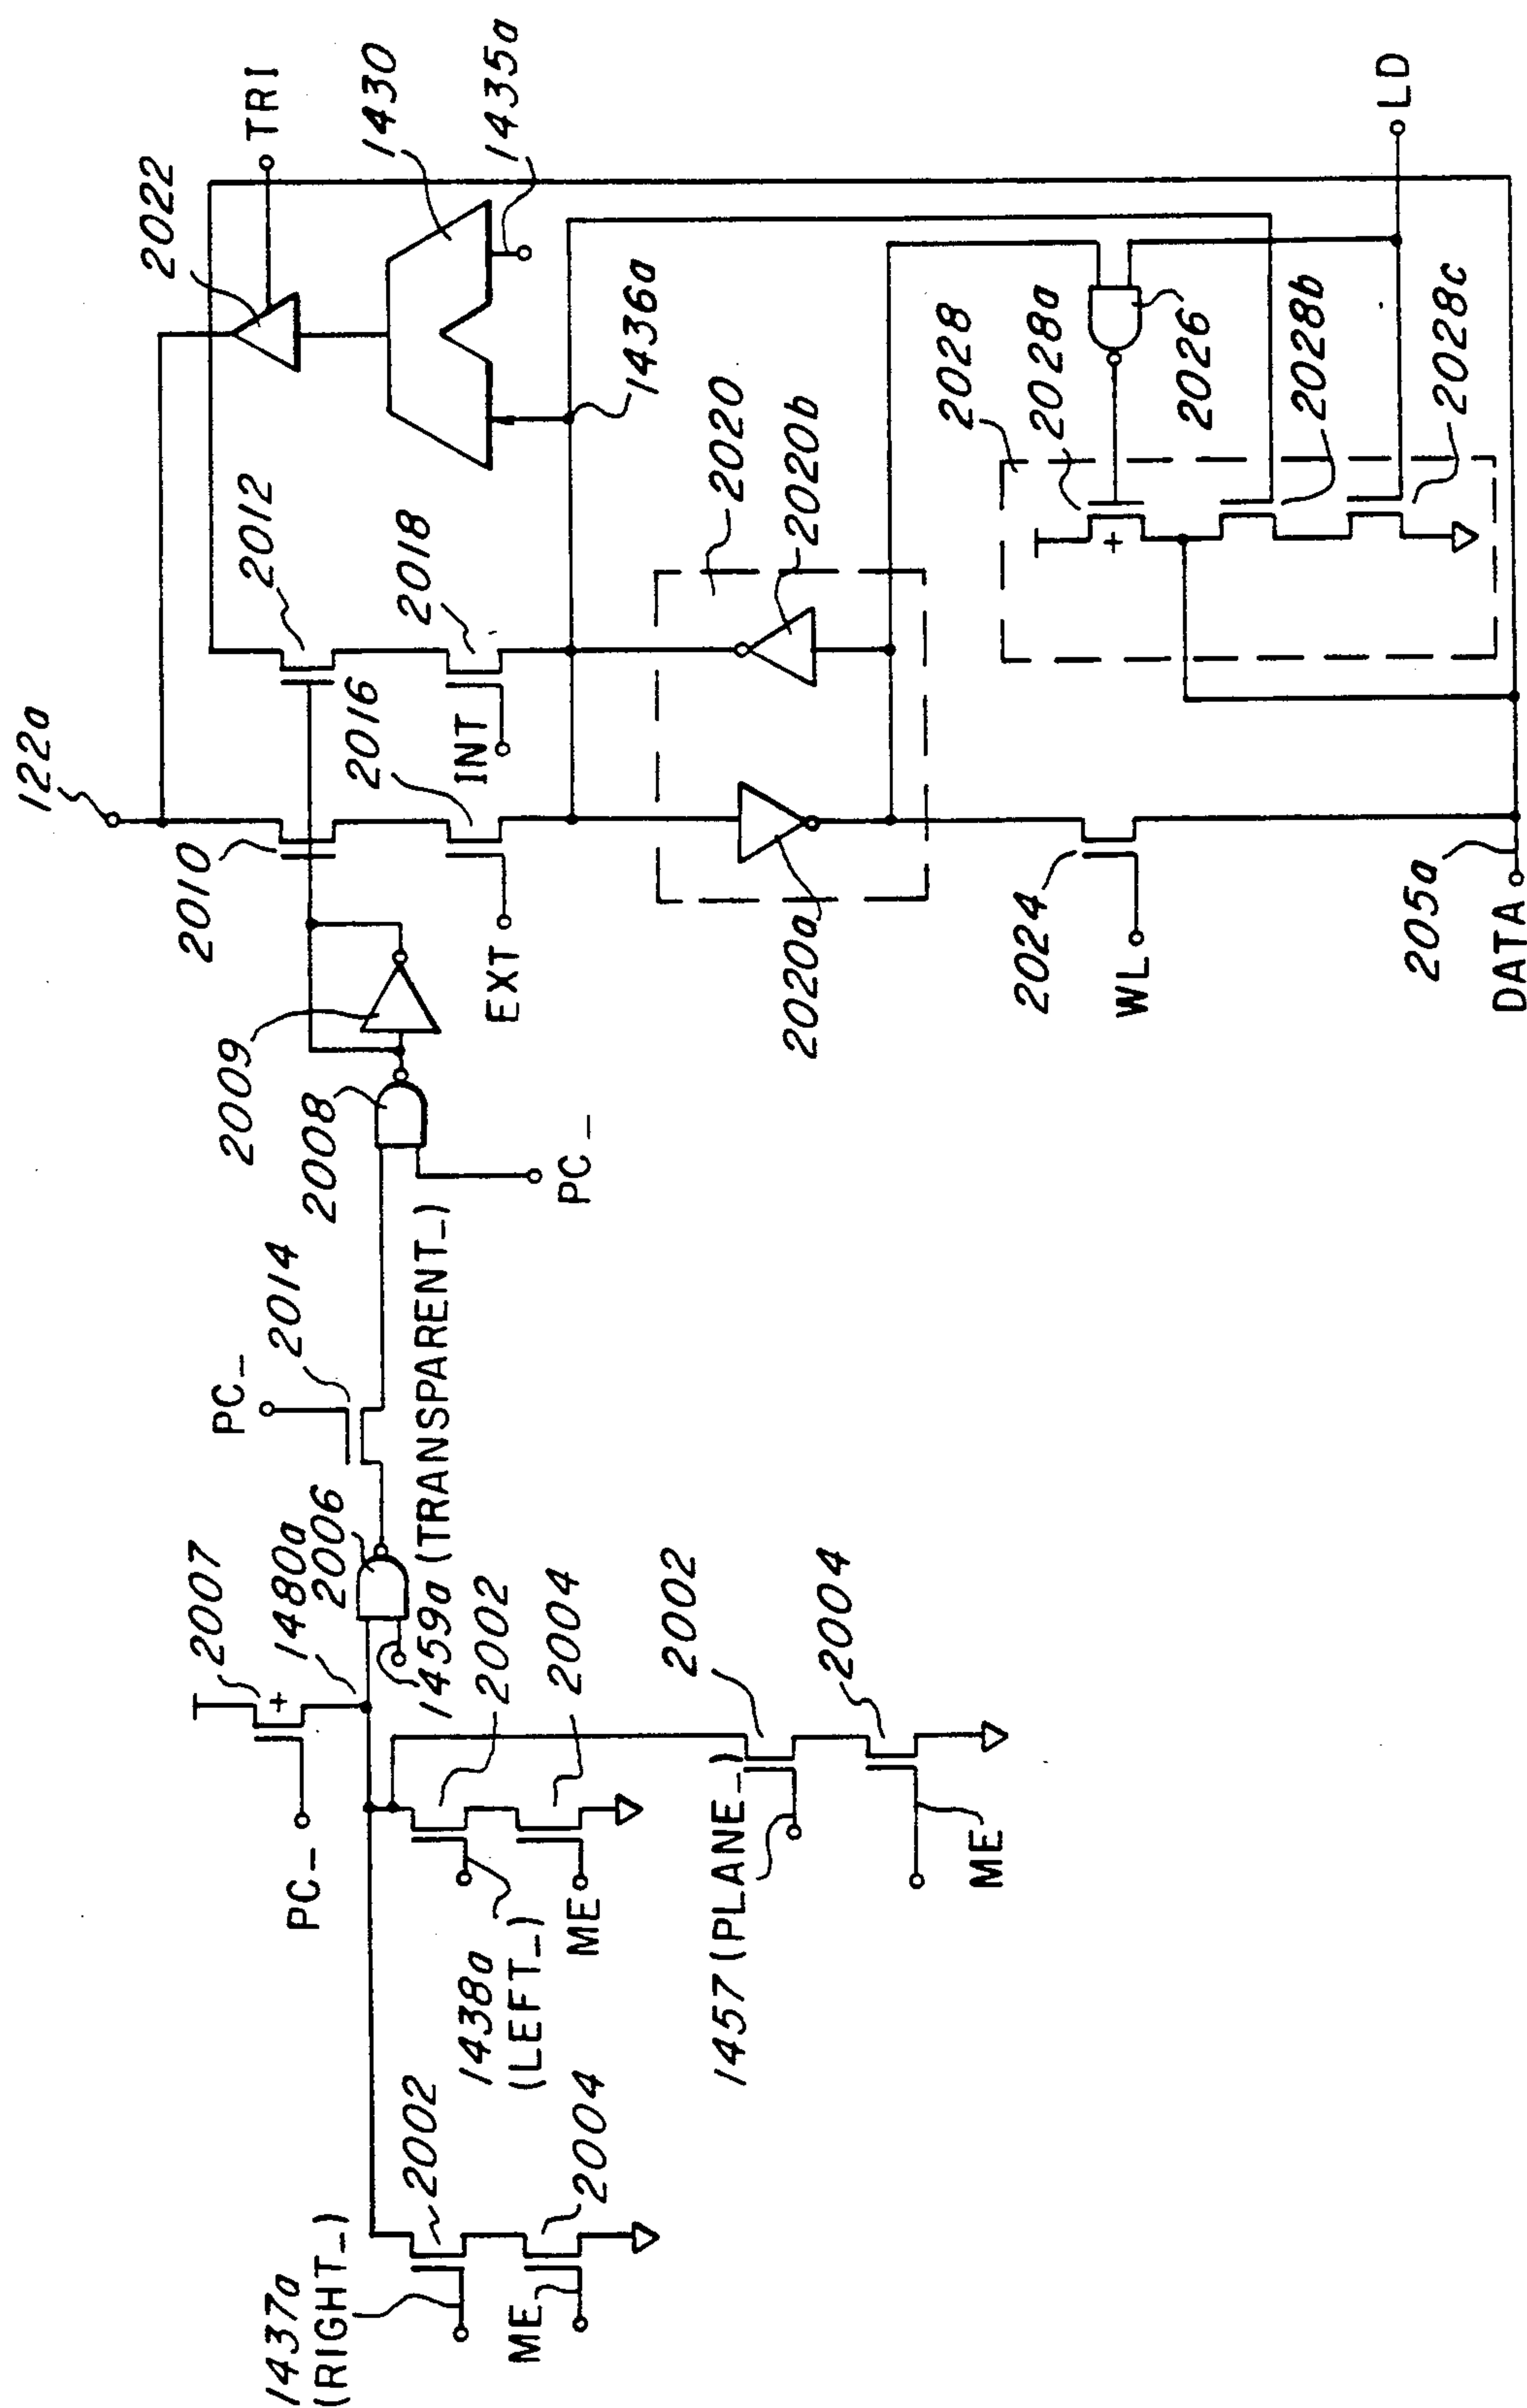 1437a
(RIGHT_)
2002
ME
2004
1438a
(LEFT_)
ME
2002
2004
PC_
2007
1480a
2006
1459a (TRANSPARENT_)
1457 (PLANE_)
2002
2004
ME
PC_
2014
2008
PC_
2009
2010
122a
2012
2016
2018
EXT
INT
2022
TRI
1430
1435a
1436a
2020
2020a
2020b
2024
WL
2028
2028a
2026
2028b
2028c
LD
205a
DATA